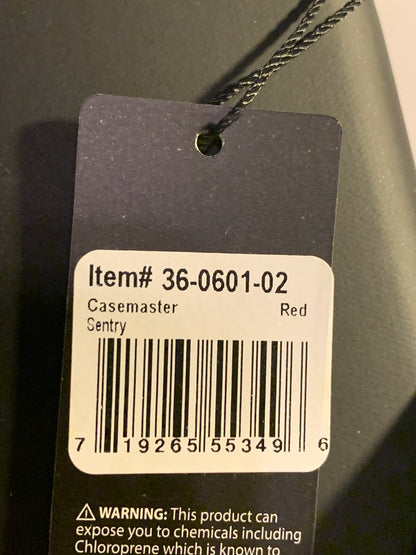 Item# 36-0601-02
Casemaster Red
Sentry
7 19265 55349 6
⚠ WARNING: This product can
expose you to chemicals including
Chloroprene which is known to